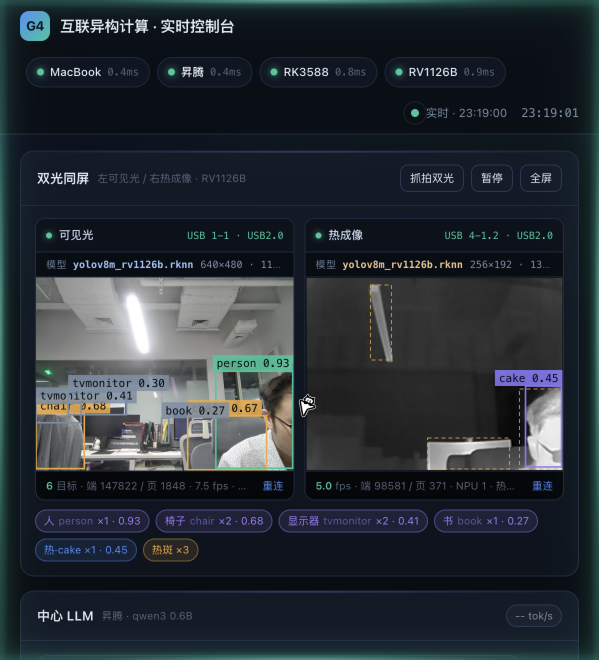 G4 互联异构计算 · 实时控制台
MacBook 0.4ms 昇腾 0.4ms RK3588 0.8ms RV1126B 0.9ms
实时 · 23:19:00 23:19:01
双光同屏 左可见光 / 右热成像 · RV1126B 抓拍双光 暂停 全屏
可见光 USB 1-1 · USB2.0
模型 yolov8m_rv1126b.rknn 640×480 · 11…
person 0.93
tvmonitor 0.30
tvmonitor 0.41
chair 0.68
book 0.27 0.67
6 目标 · 端 147822 / 页 1848 · 7.5 fps · … 重连
热成像 USB 4-1.2 · USB2.0
模型 yolov8m_rv1126b.rknn 256×192 · 13…
cake 0.45
5.0 fps · 端 98581 / 页 371 · NPU 1 · 热… 重连
人 person ×1 · 0.93 椅子 chair ×2 · 0.68 显示器 tvmonitor ×2 · 0.41 书 book ×1 · 0.27
热·cake ×1 · 0.45 热斑 ×3
中心 LLM 昇腾 · qwen3 0.6B -- tok/s